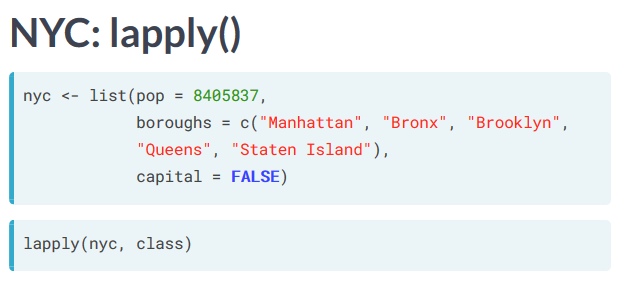 NYC: lapply()
nyc <- list(pop = 8405837,
boroughs = c("Manhattan", "Bronx", "Brooklyn",
"Queens", "Staten Island"),
capital = FALSE)
lapply(nyc, class)